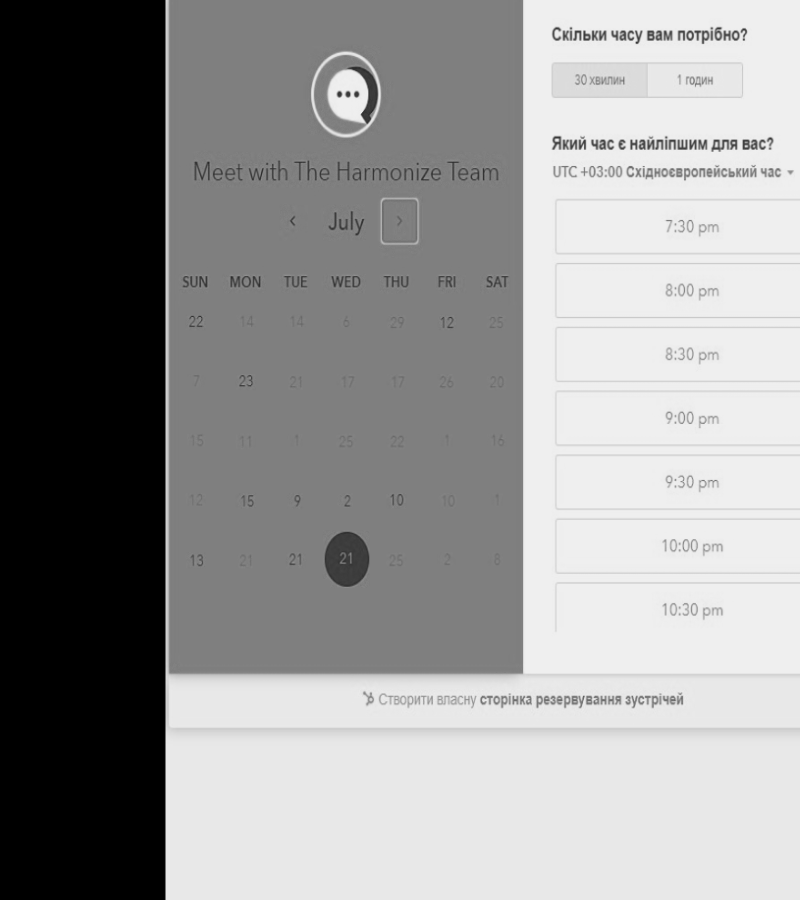 Meet with The Harmonize Team
July
SUN MON TUE WED THU FRI SAT
22 14 14 6 29 12 25
7 23 21 17 17 26 20
15 11 1 25 22 1 16
12 15 9 2 10 10 1
13 21 21 21 25 2 8
Скільки часу вам потрібно?
30 хвилин 1 годин
Який час є найліпшим для вас?
UTC +03:00 Східноєвропейський час
7:30 pm
8:00 pm
8:30 pm
9:00 pm
9:30 pm
10:00 pm
10:30 pm
Створити власну сторінка резервування зустрічей